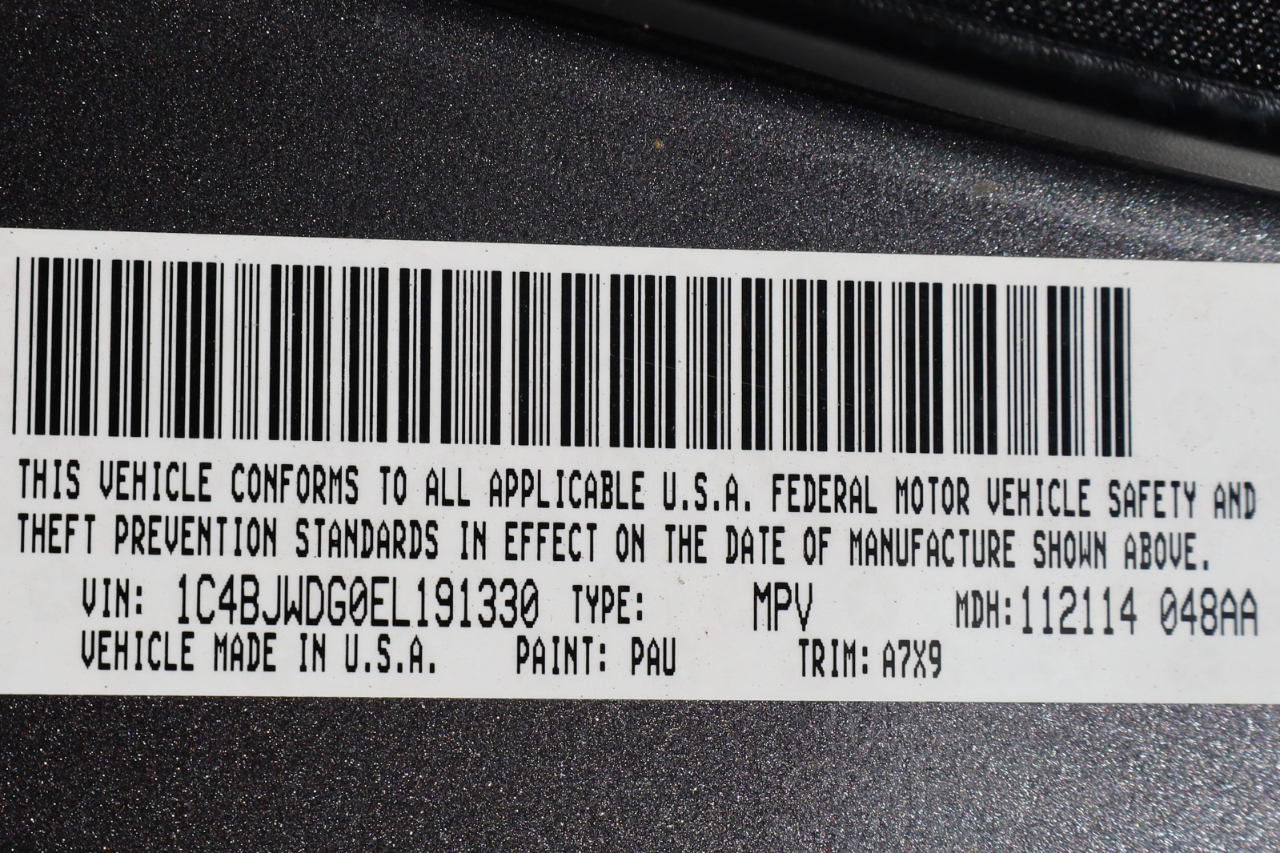 THIS VEHICLE CONFORMS TO ALL APPLICABLE U.S.A. FEDERAL MOTOR VEHICLE SAFETY AND
THEFT PREVENTION STANDARDS IN EFFECT ON THE DATE OF MANUFACTURE SHOWN ABOVE.
VIN: 1C4BJWDG0EL191330 TYPE: MPV MDH: 112114 048AA
VEHICLE MADE IN U.S.A. PAINT: PAU TRIM: A7X9